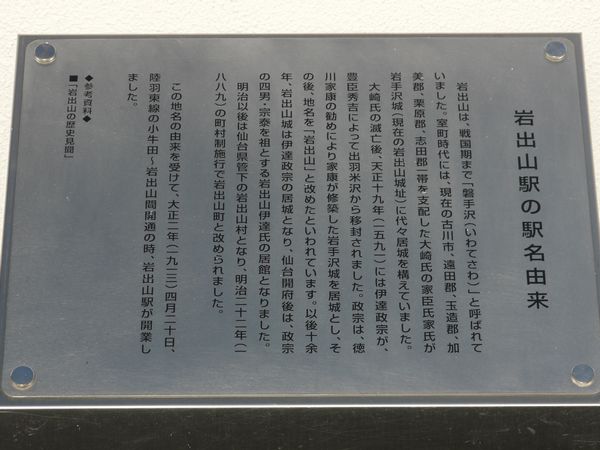 岩出山駅の駅名由来
岩出山は、戦国期まで「磐手沢(いわてさわ)」と呼ばれて
いました。室町時代には、現在の古川市、遠田郡、玉造郡、加
美郡、栗原郡、志田郡一帯を支配した大崎氏の家臣氏家氏が
岩手沢城(現在の岩出山城址)に代々居城を構えていました。
大崎氏の滅亡後、天正十九年(一五九一)には伊達政宗が、
豊臣秀吉によって出羽米沢から移封されました。政宗は、徳
川家康の勧めにより家康が修築した岩手沢城を居城とし、そ
の後、地名を「岩出山」と改めたといわれています。以後十余
年、岩出山城は伊達政宗の居城となり、仙台開府後は、政宗
の四男・宗泰を祖とする岩出山伊達氏の居館となりました。
明治以後は仙台県管下の岩出山村となり、明治二十二年(一
八八九)の町村制施行で岩出山町と改められました。
この地名の由来を受けて、大正二年(一九一三)四月二十日、
陸羽東線の小牛田〜岩出山間開通の時、岩出山駅が開業し
ました。
◆参考資料◆
■「岩出山の歴史見聞」